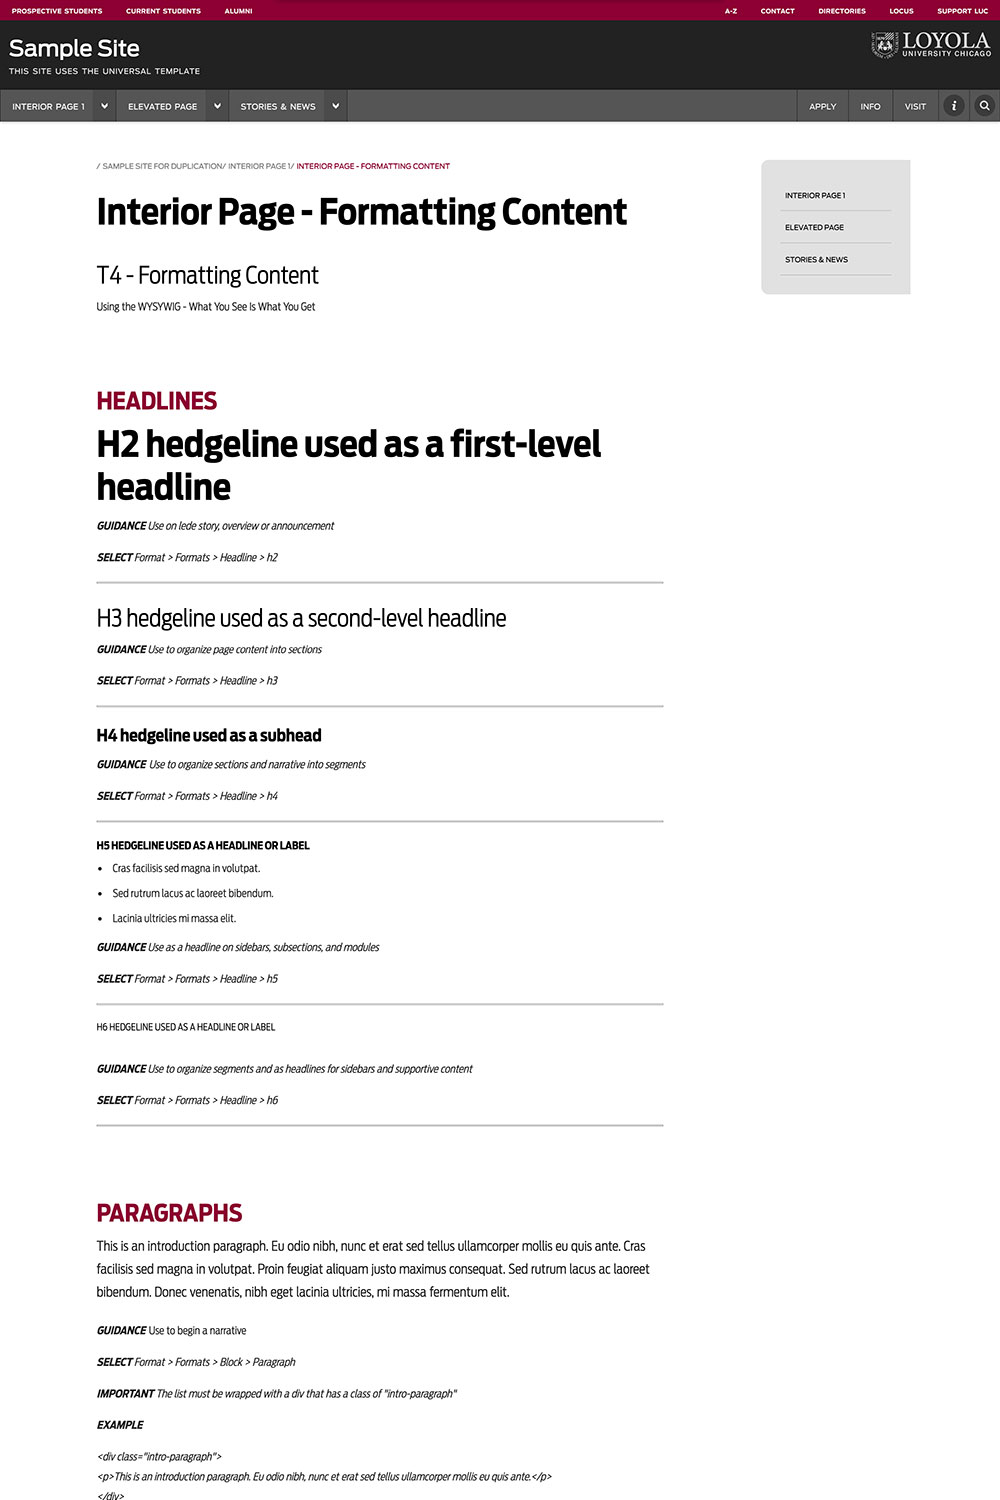 PROSPECTIVE STUDENTS CURRENT STUDENTS ALUMNI A-Z CONTACT DIRECTORIES LOCUS SUPPORT LUC
Sample Site
THIS SITE USES THE UNIVERSAL TEMPLATE
LOYOLA
UNIVERSITY CHICAGO
INTERIOR PAGE 1 ELEVATED PAGE STORIES & NEWS APPLY INFO VISIT i
/ SAMPLE SITE FOR DUPLICATION/ INTERIOR PAGE 1/ INTERIOR PAGE - FORMATTING CONTENT
Interior Page - Formatting Content
INTERIOR PAGE 1
ELEVATED PAGE
STORIES & NEWS
T4 - Formatting Content
Using the WYSYWIG - What You See Is What You Get
HEADLINES
H2 hedgeline used as a first-level
headline
GUIDANCE Use on lede story, overview or announcement
SELECT Format > Formats > Headline > h2
H3 hedgeline used as a second-level headline
GUIDANCE Use to organize page content into sections
SELECT Format > Formats > Headline > h3
H4 hedgeline used as a subhead
GUIDANCE Use to organize sections and narrative into segments
SELECT Format > Formats > Headline > h4
H5 HEDGELINE USED AS A HEADLINE OR LABEL
• Cras facilisis sed magna in volutpat.
• Sed rutrum lacus ac laoreet bibendum.
• Lacinia ultricies mi massa elit.
GUIDANCE Use as a headline on sidebars, subsections, and modules
SELECT Format > Formats > Headline > h5
H6 HEDGELINE USED AS A HEADLINE OR LABEL
GUIDANCE Use to organize segments and as headlines for sidebars and supportive content
SELECT Format > Formats > Headline > h6
PARAGRAPHS
This is an introduction paragraph. Eu odio nibh, nunc et erat sed tellus ullamcorper mollis eu quis ante. Cras
facilisis sed magna in volutpat. Proin feugiat aliquam justo maximus consequat. Sed rutrum lacus ac laoreet
bibendum. Donec venenatis, nibh eget lacinia ultricies, mi massa fermentum elit.
GUIDANCE Use to begin a narrative
SELECT Format > Formats > Block > Paragraph
IMPORTANT The list must be wrapped with a div that has a class of "intro-paragraph"
EXAMPLE
<div class="intro-paragraph">
<p>This is an introduction paragraph. Eu odio nibh, nunc et erat sed tellus ullamcorper mollis eu quis ante.</p>
</div>